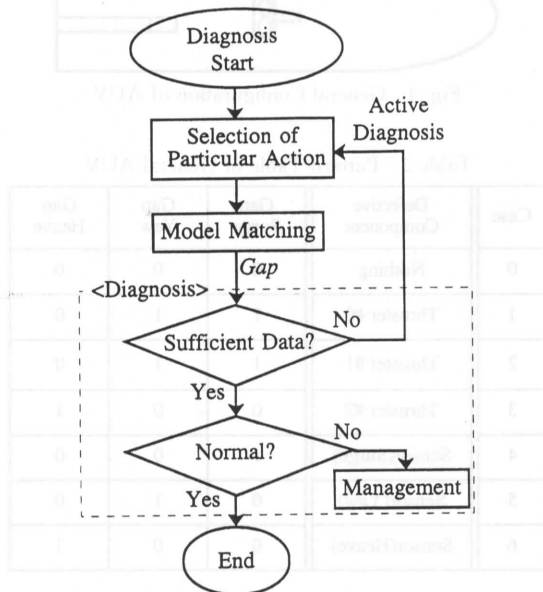 Diagnosis
Start
Active
Diagnosis
Selection of
Particular Action
Model Matching
Gap
<Diagnosis>
No
Sufficient Data?
Yes
No
Normal?
Management
Yes
End